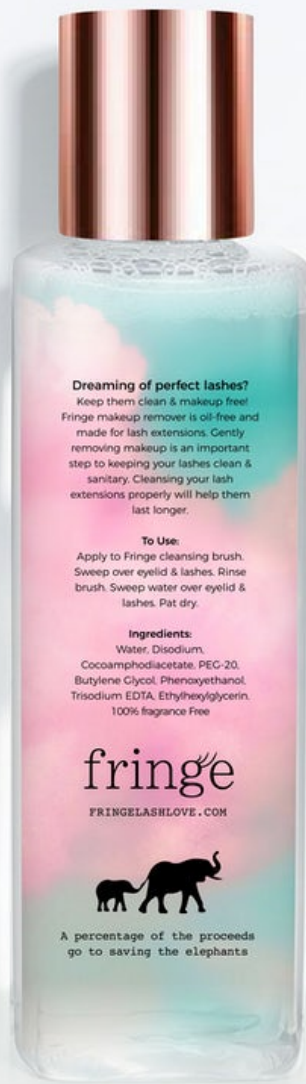 Dreaming of perfect lashes?
Keep them clean & makeup free!
Fringe makeup remover is oil-free and
made for lash extensions. Gently
removing makeup is an important
step to keeping your lashes clean &
sanitary. Cleansing your lash
extensions properly will help them
last longer.
To Use:
Apply to Fringe cleansing brush.
Sweep over eyelid & lashes. Rinse
brush. Sweep water over eyelid &
lashes. Pat dry.
Ingredients:
Water, Disodium,
Cocoamphodiacetate, PEG-20,
Butylene Glycol, Phenoxyethanol,
Trisodium EDTA, Ethylhexylglycerin.
100% fragrance Free
fringe
FRINGELASHLOVE.COM
A percentage of the proceeds
go to saving the elephants